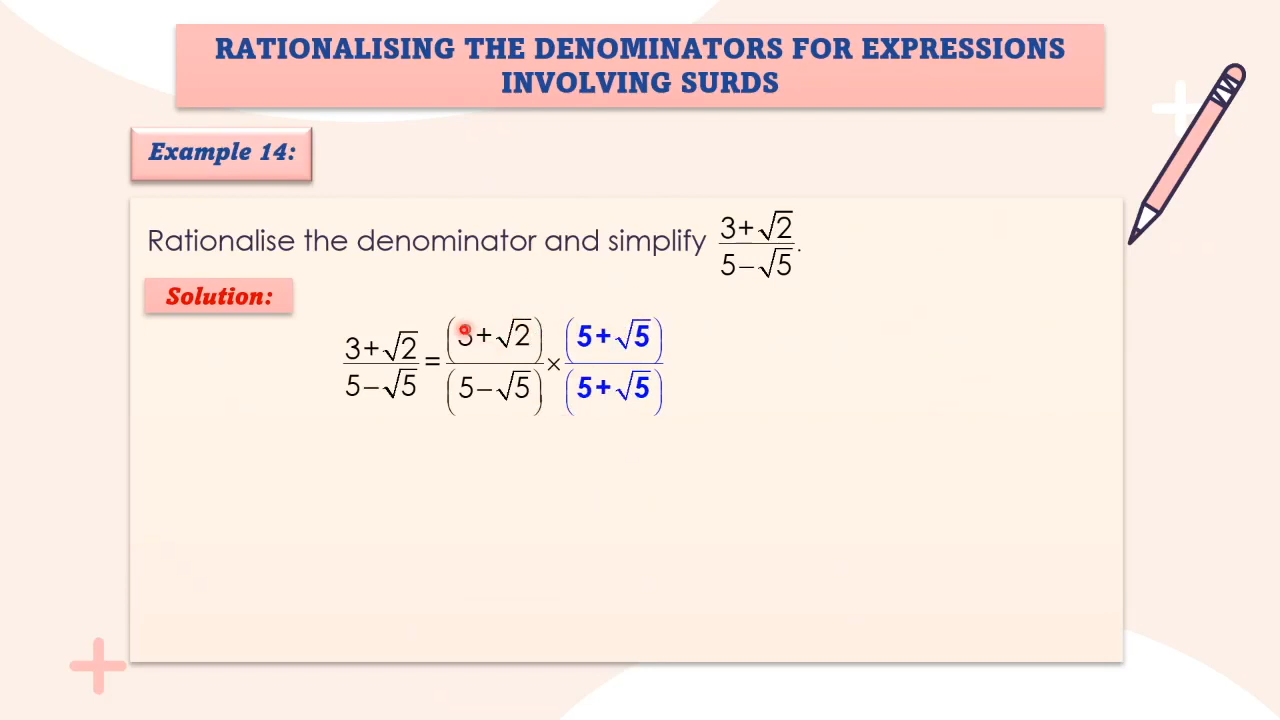 RATIONALISING THE DENOMINATORS FOR EXPRESSIONS
INVOLVING SURDS
Example 14:
Rationalise the denominator and simplify (3+√2)/(5−√5).
Solution:
(3+√2)/(5−√5) = (3+√2)/(5−√5) × (5+√5)/(5+√5)